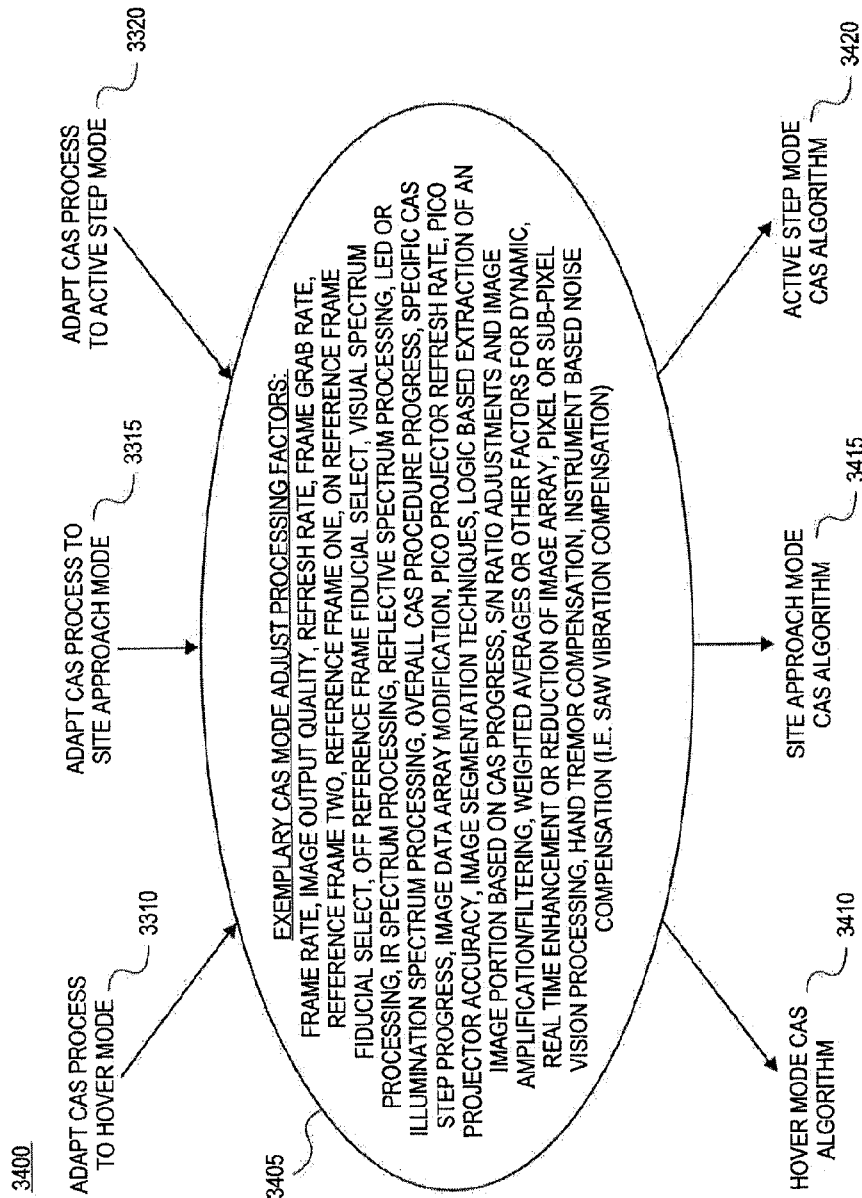 3400
ADAPT CAS PROCESS
TO HOVER MODE
3310
ADAPT CAS PROCESS TO
SITE APPROACH MODE
3315
ADAPT CAS PROCESS
TO ACTIVE STEP MODE
3320
3405
EXEMPLARY CAS MODE ADJUST PROCESSING FACTORS:
FRAME RATE, IMAGE OUTPUT QUALITY, REFRESH RATE, FRAME GRAB RATE,
REFERENCE FRAME TWO, REFERENCE FRAME ONE, ON REFERENCE FRAME
FIDUCIAL SELECT, OFF REFERENCE FRAME FIDUCIAL SELECT, VISUAL SPECTRUM
PROCESSING, IR SPECTRUM PROCESSING, REFLECTIVE SPECTRUM PROCESSING, LED OR
ILLUMINATION SPECTRUM PROCESSING, OVERALL CAS PROCEDURE PROGRESS, SPECIFIC CAS
STEP PROGRESS, IMAGE DATA ARRAY MODIFICATION, PICO PROJECTOR REFRESH RATE, PICO
PROJECTOR ACCURACY, IMAGE SEGMENTATION TECHNIQUES, LOGIC BASED EXTRACTION OF AN
IMAGE PORTION BASED ON CAS PROGRESS, S/N RATIO ADJUSTMENTS AND IMAGE
AMPLIFICATION/FILTERING, WEIGHTED AVERAGES OR OTHER FACTORS FOR DYNAMIC,
REAL TIME ENHANCEMENT OR REDUCTION OF IMAGE ARRAY, PIXEL OR SUB-PIXEL
VISION PROCESSING, HAND TREMOR COMPENSATION, INSTRUMENT BASED NOISE
COMPENSATION (I.E. SAW VIBRATION COMPENSATION)
HOVER MODE CAS
ALGORITHM
3410
SITE APPROACH MODE
CAS ALGORITHM
3415
ACTIVE STEP MODE
CAS ALGORITHM
3420